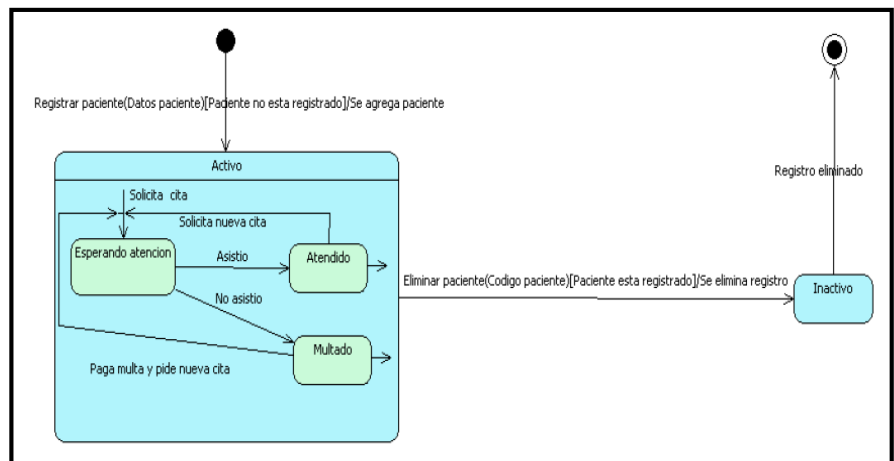 Registrar paciente(Datos paciente)[Paciente no esta registrado]/Se agrega paciente
Activo
Solicita cita
Solicita nueva cita
Esperando atencion
Asistio
Atendido
No asistio
Multado
Paga multa y pide nueva cita
Eliminar paciente(Codigo paciente)[Paciente esta registrado]/Se elimina registro
Registro eliminado
Inactivo